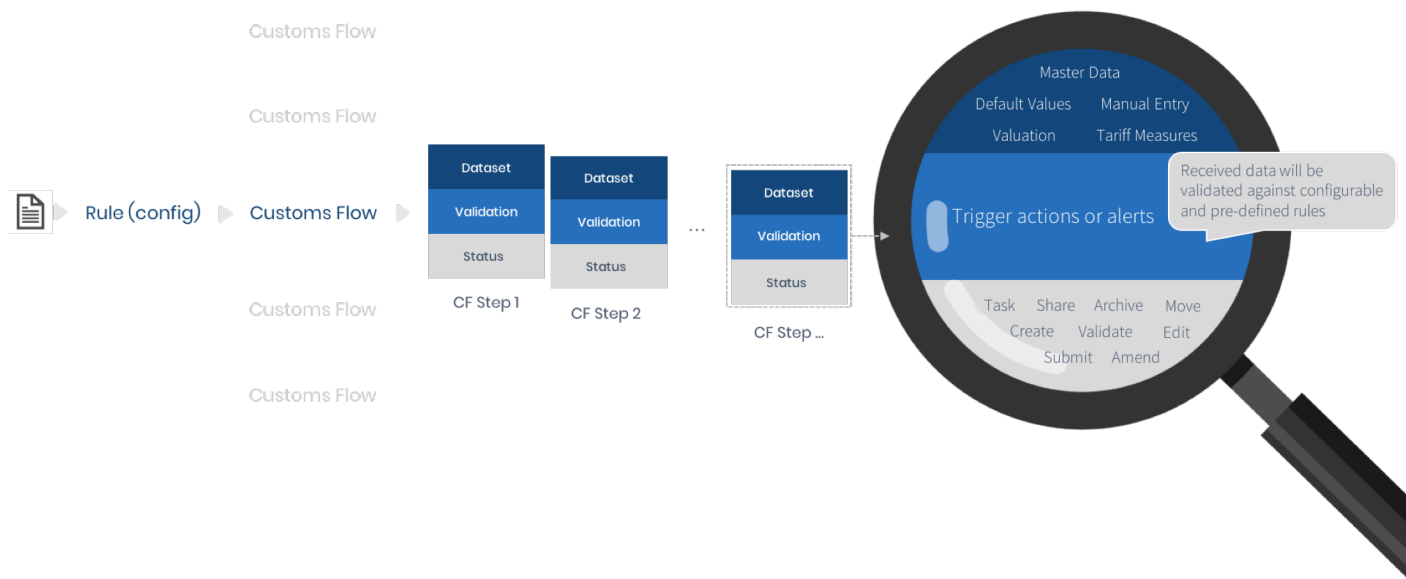 Customs Flow
Customs Flow
Rule (config)
Customs Flow
Customs Flow
Customs Flow
Dataset
Validation
Status
CF Step 1
Dataset
Validation
Status
CF Step 2
...
Dataset
Validation
Status
CF Step ...
Master Data
Default Values Manual Entry
Valuation Tariff Measures
Trigger actions or alerts
Received data will be
validated against configurable
and pre-defined rules
Task Share Archive Move
Create Validate Edit
Submit Amend